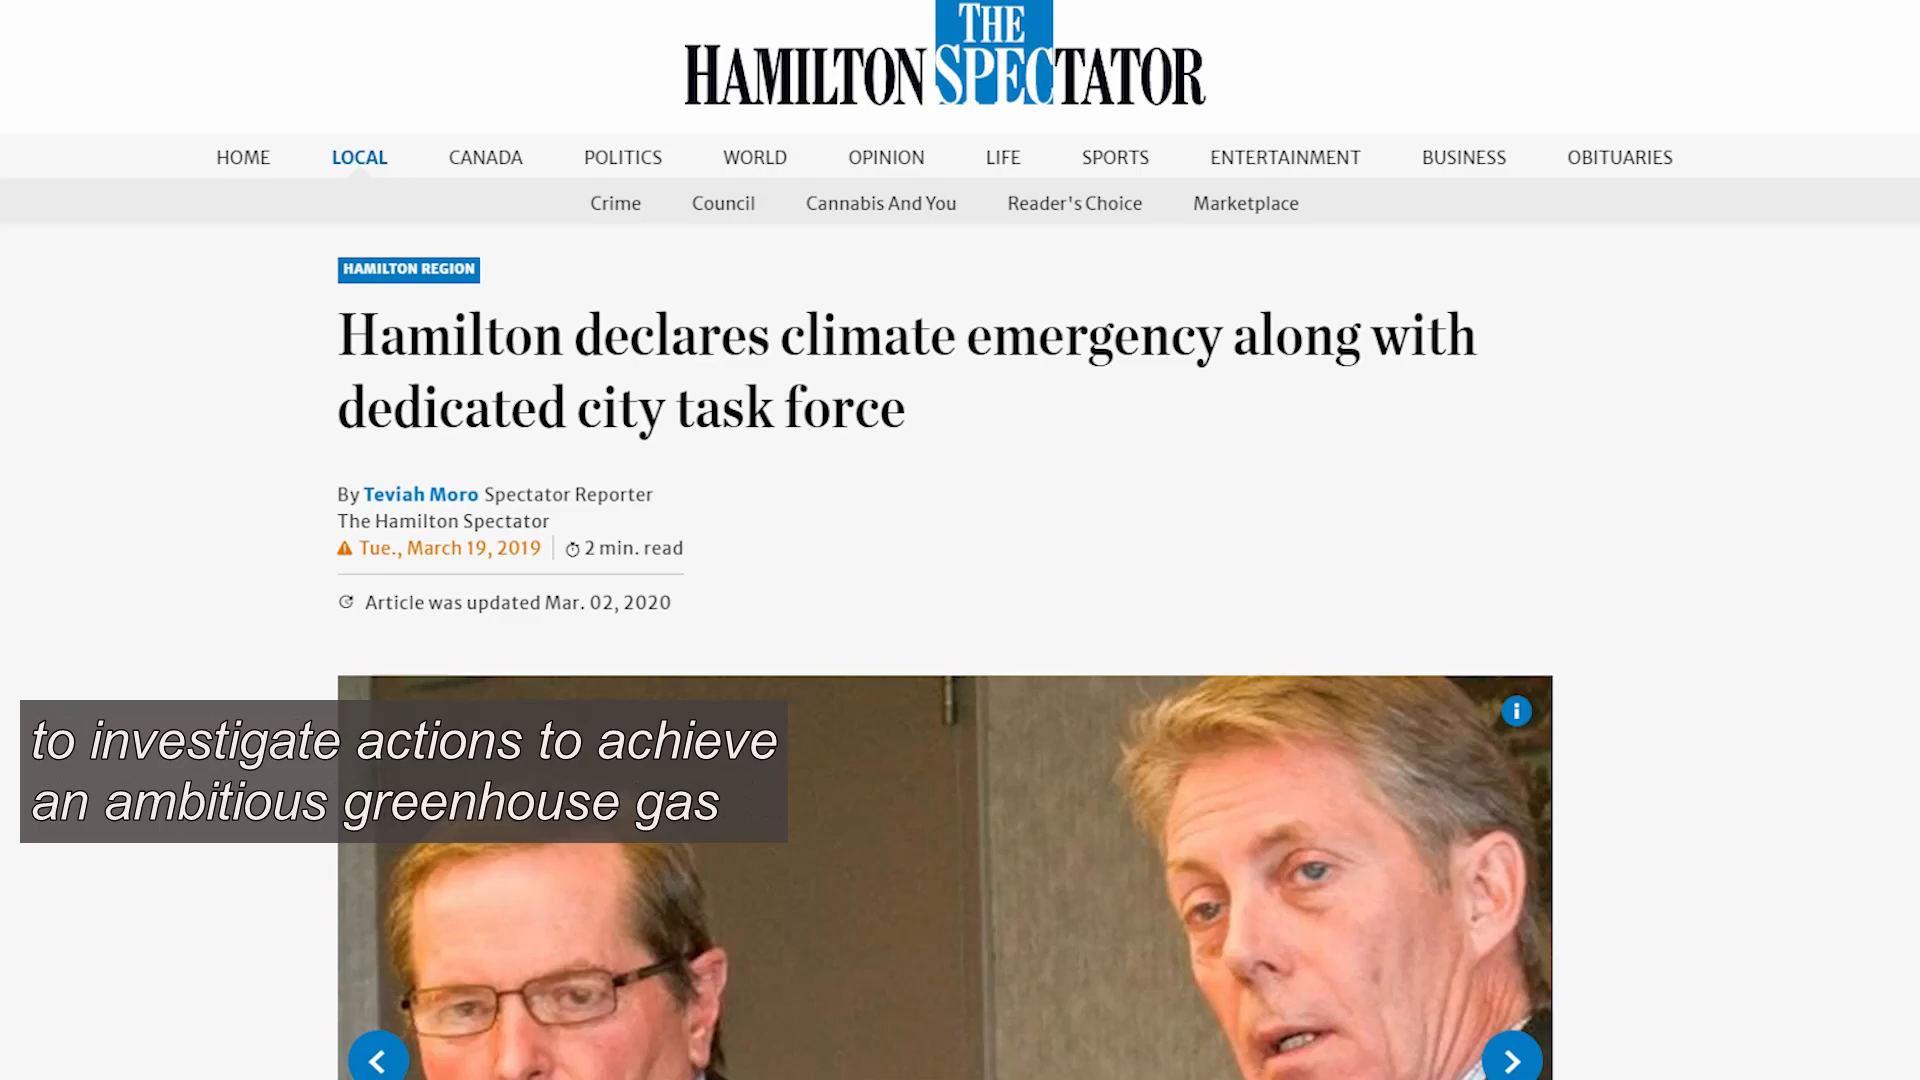 THE
HAMILTON SPECTATOR
HOME LOCAL CANADA POLITICS WORLD OPINION LIFE SPORTS ENTERTAINMENT BUSINESS OBITUARIES
Crime Council Cannabis And You Reader's Choice Marketplace
HAMILTON REGION
Hamilton declares climate emergency along with
dedicated city task force
By Teviah Moro Spectator Reporter
The Hamilton Spectator
Tue., March 19, 2019 2 min. read
Article was updated Mar. 02, 2020
to investigate actions to achieve
an ambitious greenhouse gas